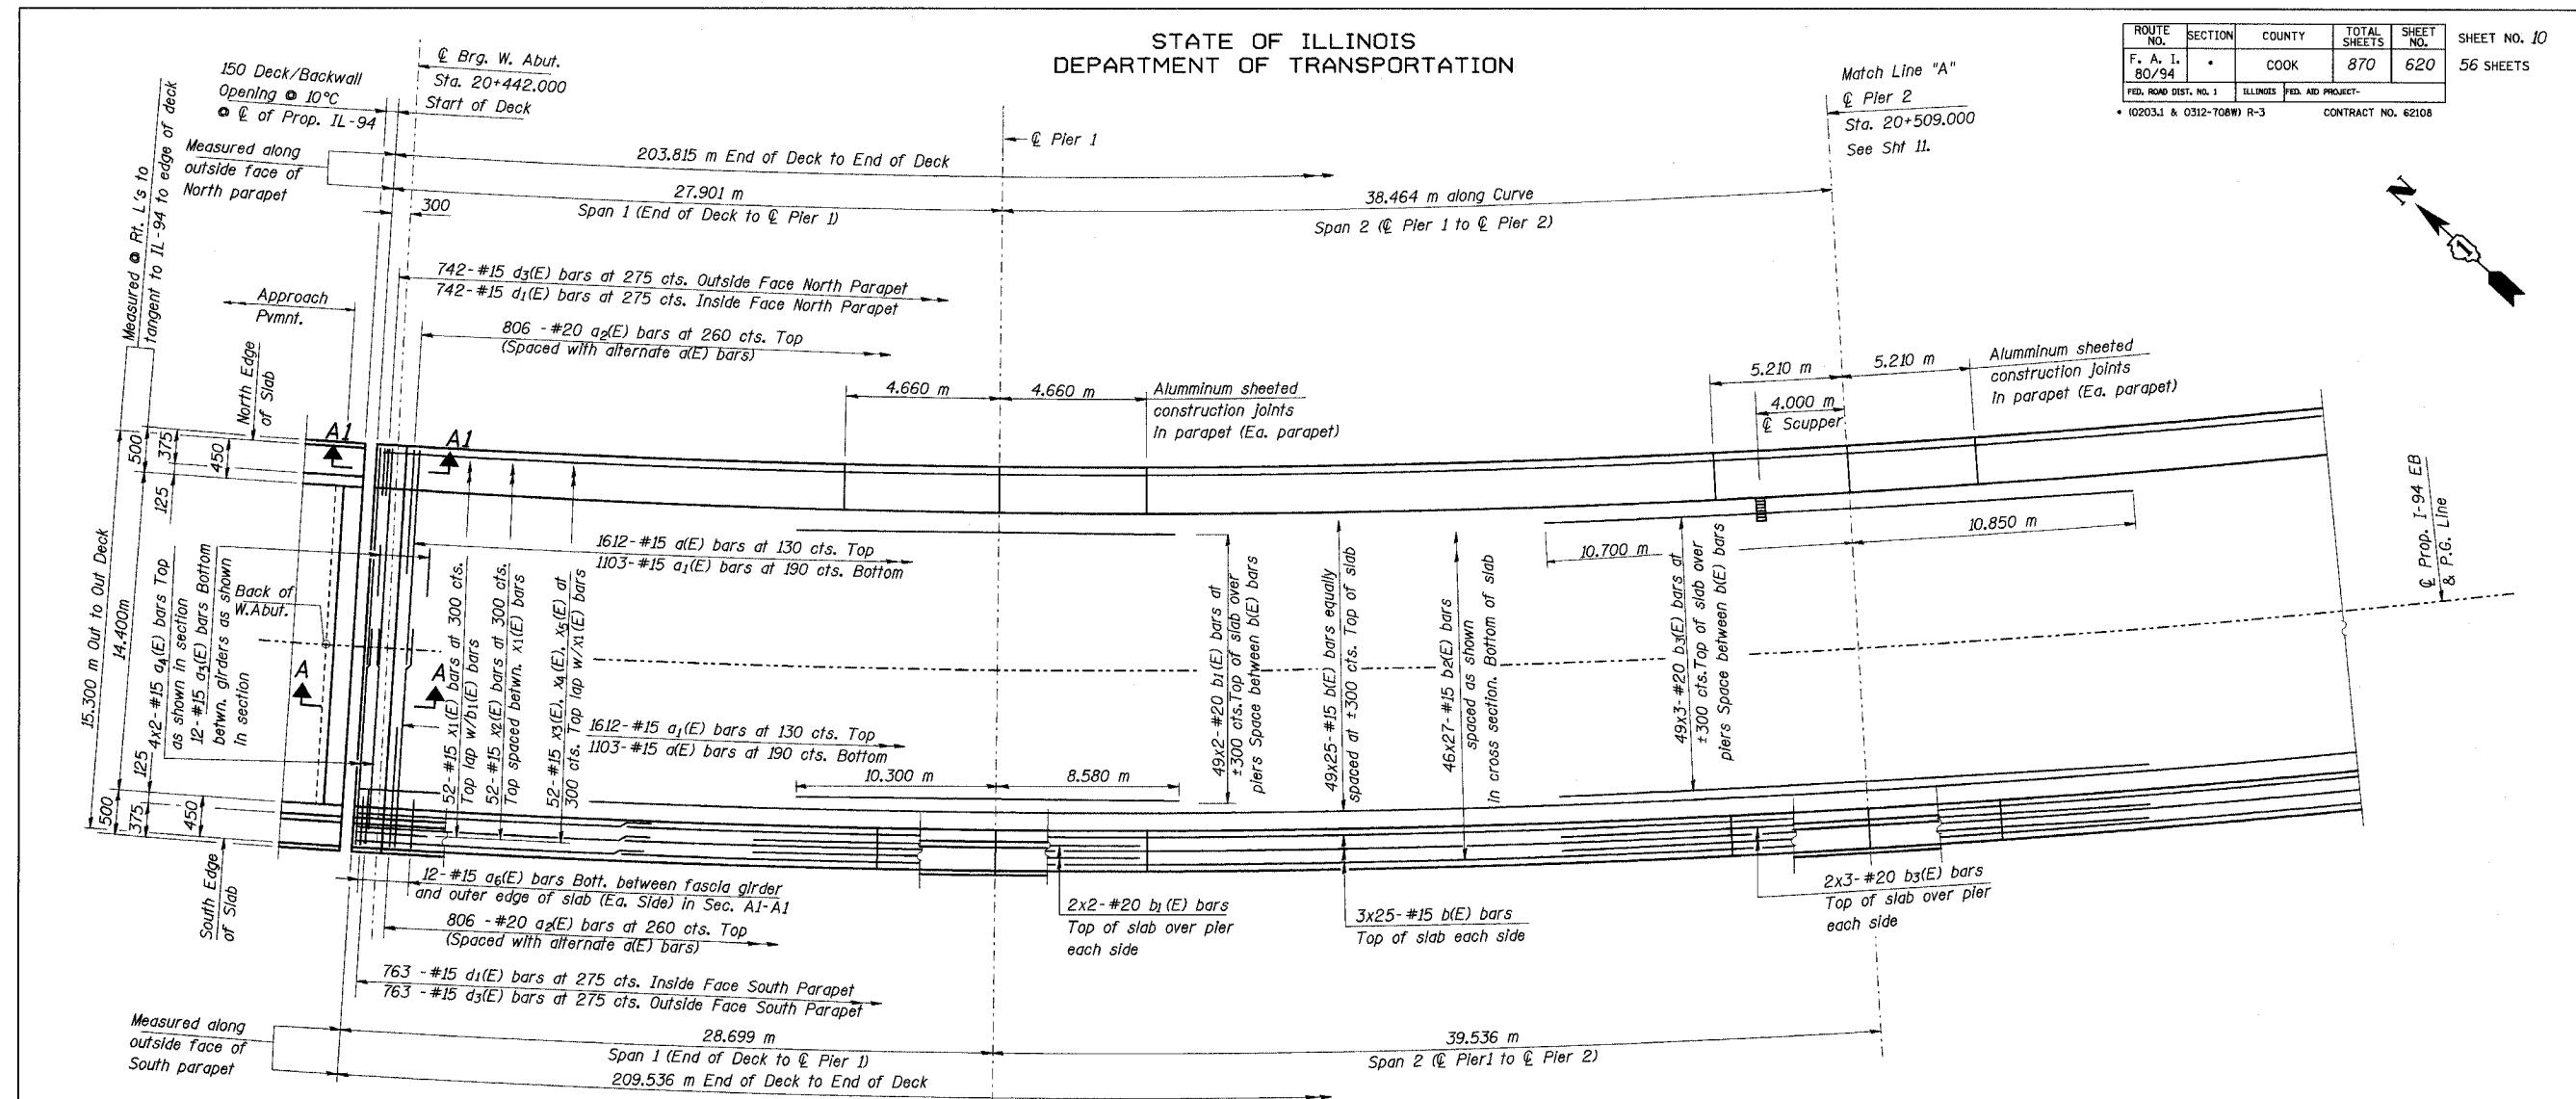 STATE OF ILLINOIS
DEPARTMENT OF TRANSPORTATION
ROUTE NO.
SECTION
COUNTY
TOTAL SHEETS
SHEET NO.
F. A. I. 80/94
*
COOK
870
620
FED. ROAD DIST. NO. 1
ILLINOIS
FED. AID PROJECT-
* (0203.1 & 0312-708W) R-3
CONTRACT NO. 62108
SHEET NO. 10
56 SHEETS
℄ Brg. W. Abut.
Sta. 20+442.000
Start of Deck
150 Deck/Backwall
Opening @ 10°C
@ ℄ of Prop. IL-94
Measured along
outside face of
North parapet
Measured @ Rt. L's to
tangent to IL-94 to edge of deck
203.815 m End of Deck to End of Deck
27.901 m
Span 1 (End of Deck to ℄ Pier 1)
300
℄ Pier 1
38.464 m along Curve
Span 2 (℄ Pier 1 to ℄ Pier 2)
Match Line "A"
℄ Pier 2
Sta. 20+509.000
See Sht 11.
N
1
742-#15 d3(E) bars at 275 cts. Outside Face North Parapet
742-#15 d1(E) bars at 275 cts. Inside Face North Parapet
Approach
Pvmnt.
806 -#20 a2(E) bars at 260 cts. Top
(Spaced with alternate a(E) bars)
North Edge
of Slab
4.660 m
4.660 m
Alumminum sheeted
construction joints
in parapet (Ea. parapet)
5.210 m
5.210 m
4.000 m
℄ Scupper
Alumminum sheeted
construction joints
in parapet (Ea. parapet)
A1
A1
500
375
450
125
15.300 m Out to Out Deck
14.400m
4x2-#15 a4(E) bars Top
as shown in section
12-#15 a3(E) bars Bottom
betwn. girders as shown
in section
Back of
W.Abut.
A
A
1612-#15 a(E) bars at 130 cts. Top
1103-#15 a1(E) bars at 190 cts. Bottom
52-#15 x1(E) bars at 300 cts.
Top lap w/b1(E) bars
52-#15 x2(E) bars at 300 cts.
Top spaced betwn. x1(E) bars
52-#15 x3(E), x4(E), x5(E) at
300 cts. Top lap w/x1(E) bars
1612-#15 a1(E) bars at 130 cts. Top
1103-#15 a(E) bars at 190 cts. Bottom
49x2-#20 b1(E) bars at
±300 cts.Top of slab over
piers Space between b(E) bars
49x25-#15 b(E) bars equally
spaced at ±300 cts. Top of slab
46x27-#15 b2(E) bars
spaced as shown
in cross section. Bottom of slab
10.700 m
10.850 m
49x3-#20 b3(E) bars at
±300 cts.Top of slab over
piers Space between b(E) bars
℄ Prop. I-94 EB
& P.G. Line
10.300 m
8.580 m
125
500
375
450
South Edge
of Slab
12-#15 a6(E) bars Bott. between fascia girder
and outer edge of slab (Ea. Side) in Sec. A1-A1
806 -#20 a2(E) bars at 260 cts. Top
(Spaced with alternate a(E) bars)
763 -#15 d1(E) bars at 275 cts. Inside Face South Parapet
763 -#15 d3(E) bars at 275 cts. Outside Face South Parapet
2x2-#20 b1(E) bars
Top of slab over pier
each side
3x25-#15 b(E) bars
Top of slab each side
2x3-#20 b3(E) bars
Top of slab over pier
each side
Measured along
outside face of
South parapet
28.699 m
Span 1 (End of Deck to ℄ Pier 1)
209.536 m End of Deck to End of Deck
39.536 m
Span 2 (℄ Pier1 to ℄ Pier 2)